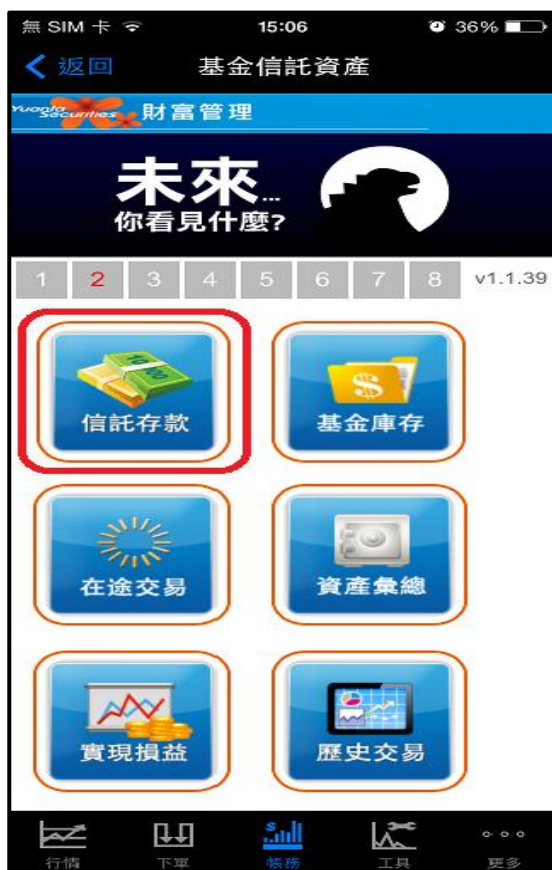 無 SIM 卡 15:06 36%
返回 基金信託資產
Yuanta Securities 財富管理
未來...
你看見什麼?
1 2 3 4 5 6 7 8 v1.1.39
信託存款 基金庫存
在途交易 資產彙總
實現損益 歷史交易
行情 下單 帳務 工具 更多